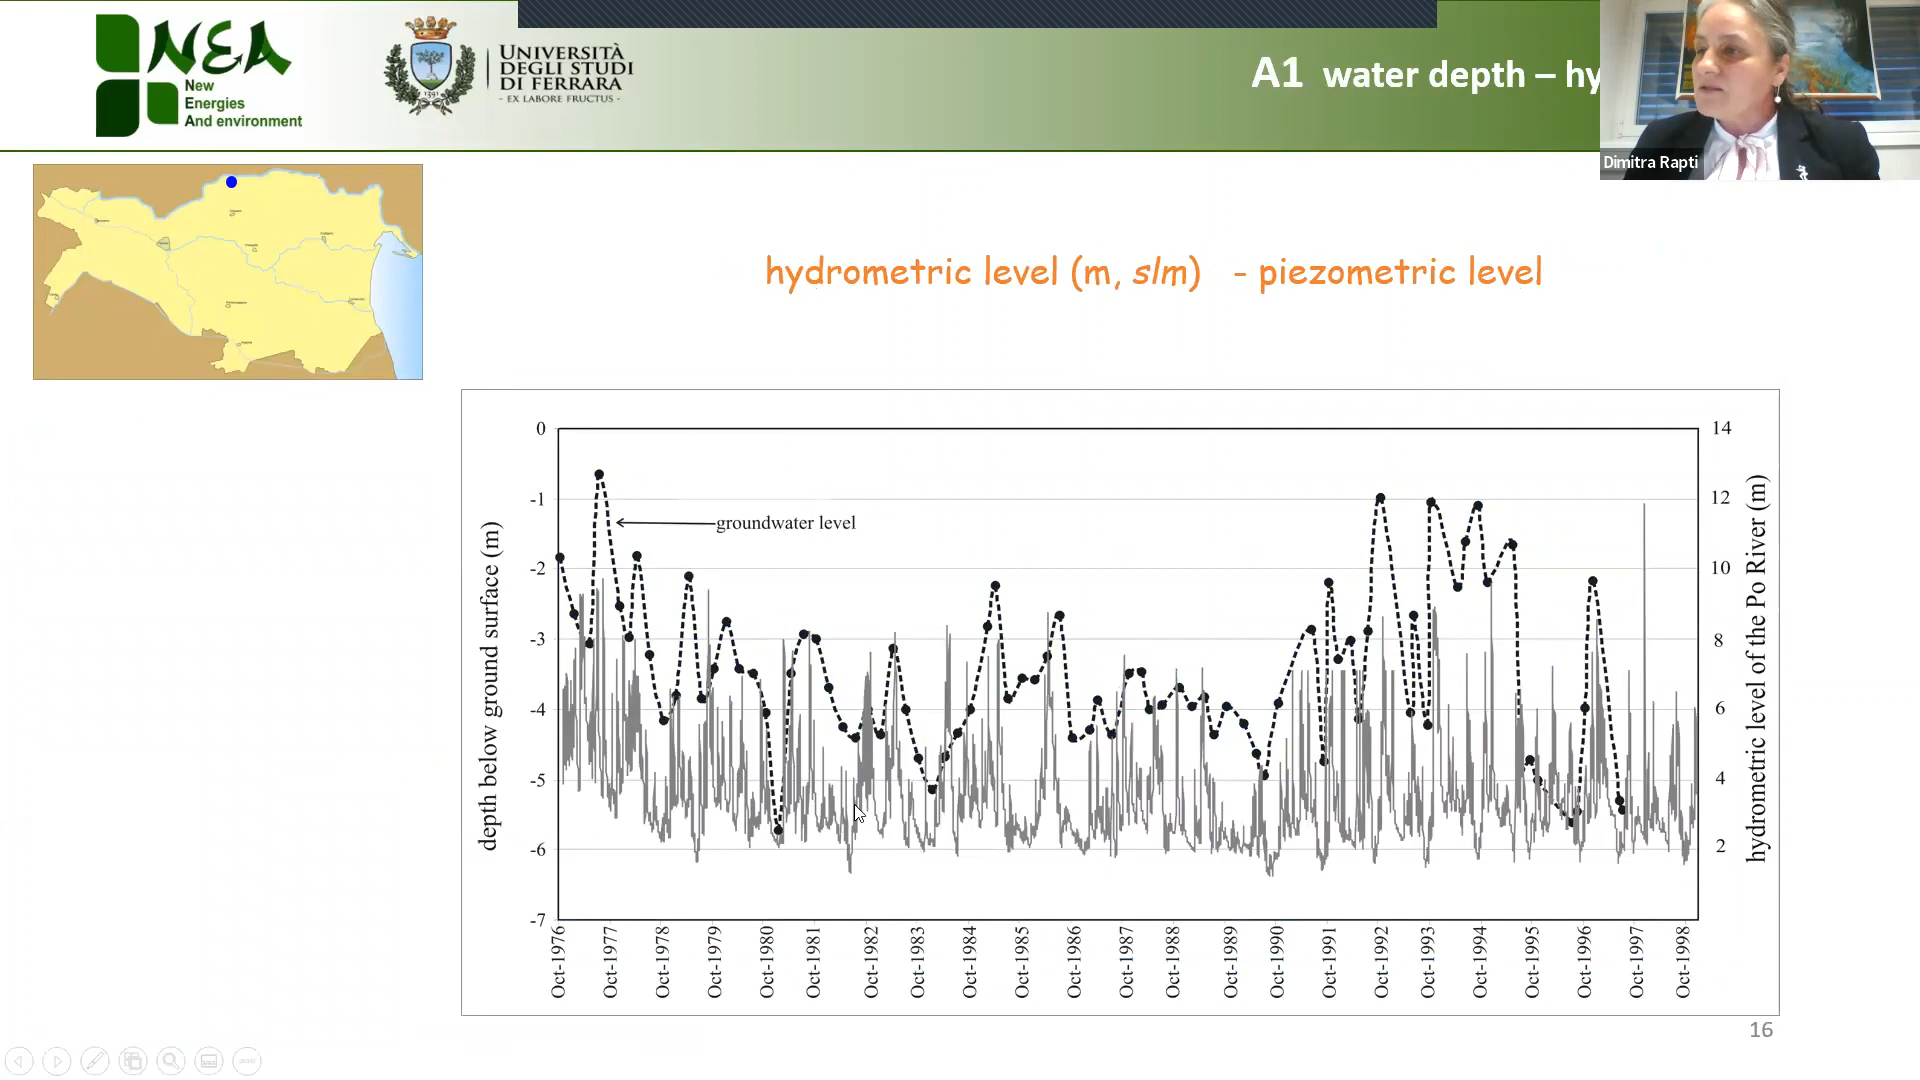 NEA
New
Energies
And environment
UNIVERSITÀ
DEGLI STUDI
DI FERRARA
- EX LABORE FRUCTUS -
1391
A1 water depth – hy
Dimitra Rapti
hydrometric level (m, slm) - piezometric level
groundwater level
depth below ground surface (m)
0
-1
-2
-3
-4
-5
-6
-7
14
12
10
8
6
4
2
hydrometric level of the Po River (m)
Oct-1976
Oct-1977
Oct-1978
Oct-1979
Oct-1980
Oct-1981
Oct-1982
Oct-1983
Oct-1984
Oct-1985
Oct-1986
Oct-1987
Oct-1988
Oct-1989
Oct-1990
Oct-1991
Oct-1992
Oct-1993
Oct-1994
Oct-1995
Oct-1996
Oct-1997
Oct-1998
16